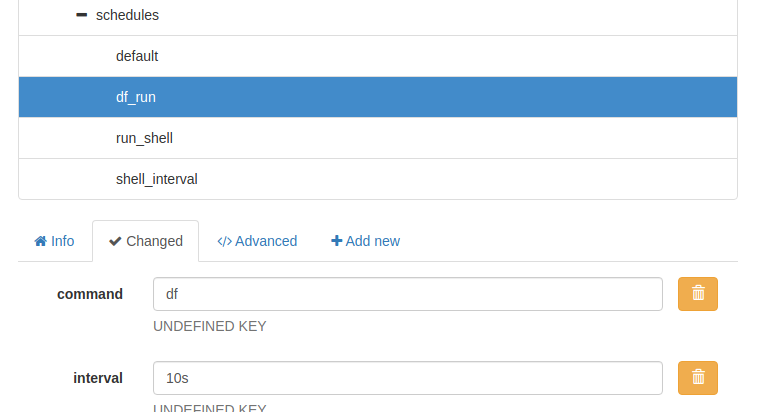 schedules
default
df_run
run_shell
shell_interval
Info Changed Advanced Add new
command df
UNDEFINED KEY
interval 10s
UNDEFINED KEY